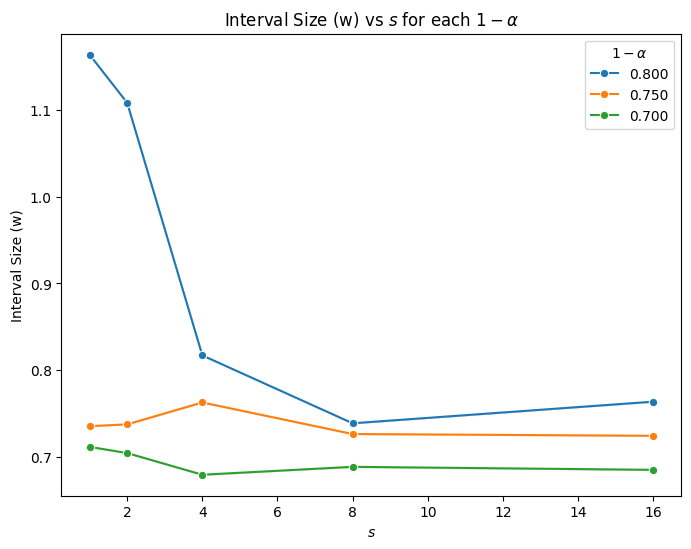 Interval Size (w) vs s for each 1 − α
Interval Size (w)
1.1
1.0
0.9
0.8
0.7
1 − α
0.800
0.750
0.700
2 4 6 8 10 12 14 16
s